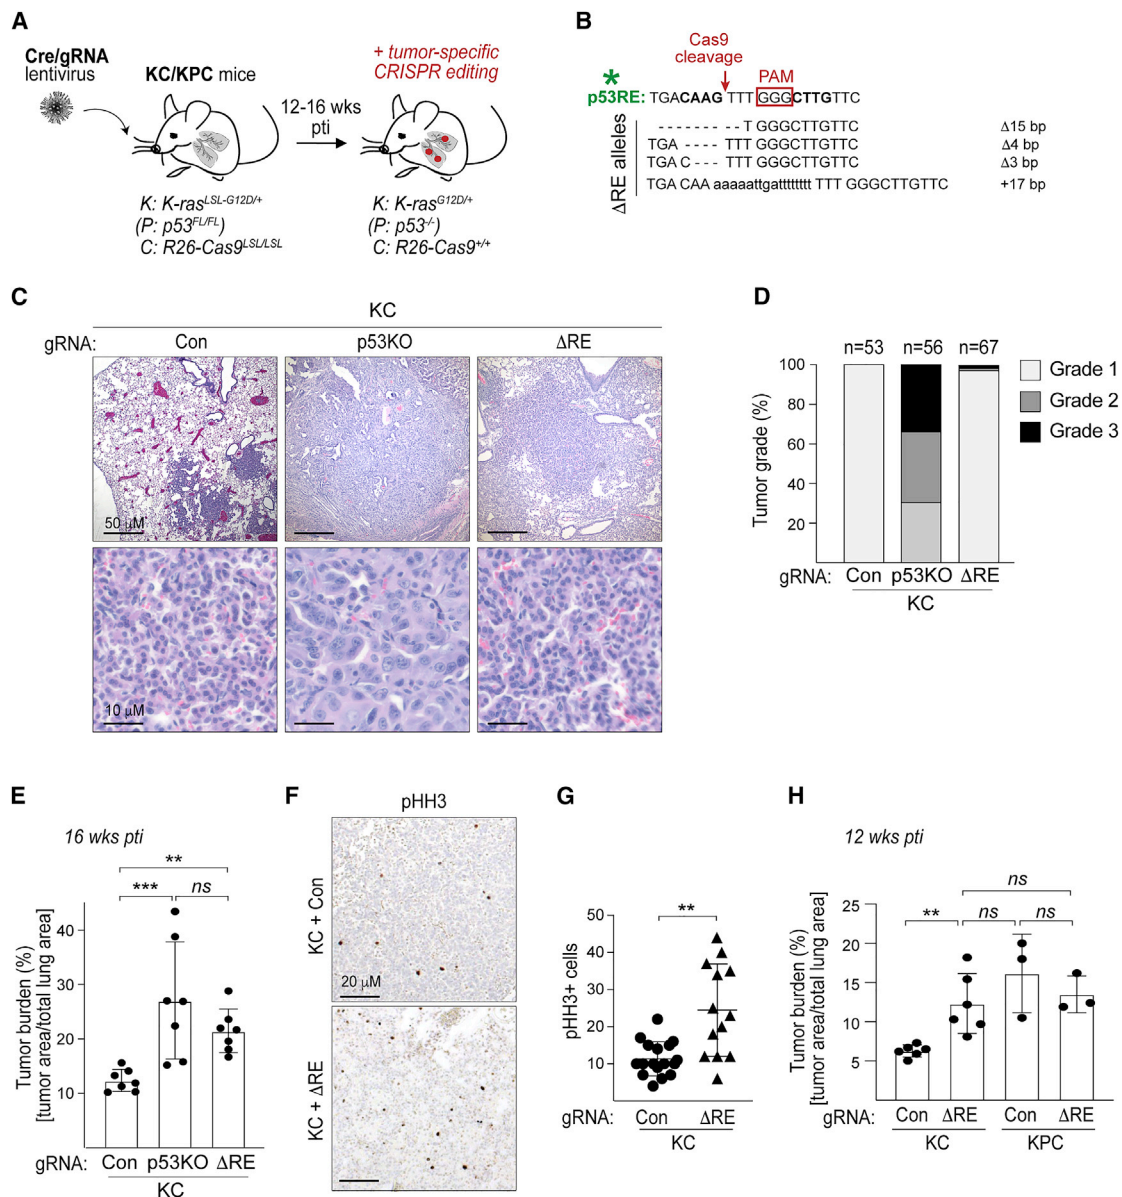 A
Cre/gRNA
lentivirus
KC/KPC mice
+ tumor-specific
CRISPR editing
12-16 wks
pti
K: K-ras^LSL-G12D/+
(P: p53^FL/FL)
C: R26-Cas9^LSL/LSL
K: K-ras^G12D/+
(P: p53^-/-)
C: R26-Cas9^+/+
B
Cas9
cleavage
PAM
*
p53RE: TGACAAG TTT GGGCTTGTTC
ΔRE alleles
- - - - - - - - - T GGGCTTGTTC Δ15 bp
TGA - - - - TTT GGGCTTGTTC Δ4 bp
TGA C - - - TTT GGGCTTGTTC Δ3 bp
TGA CAA aaaaattgattttttttt TTT GGGCTTGTTC +17 bp
C
KC
gRNA: Con p53KO ΔRE
50 µM
10 µM
D
n=53 n=56 n=67
Tumor grade (%)
100
80
60
40
20
Grade 1
Grade 2
Grade 3
gRNA: Con p53KO ΔRE
KC
E
16 wks pti
**
*** ns
Tumor burden (%)
[tumor area/total lung area]
40
30
20
10
gRNA: Con p53KO ΔRE
KC
F
pHH3
KC + Con
20 µM
KC + ΔRE
G
**
pHH3+ cells
50
40
30
20
10
gRNA: Con ΔRE
KC
H
12 wks pti
ns
** ns ns
Tumor burden (%)
[tumor area/total lung area]
25
20
15
10
5
gRNA: Con ΔRE Con ΔRE
KC KPC